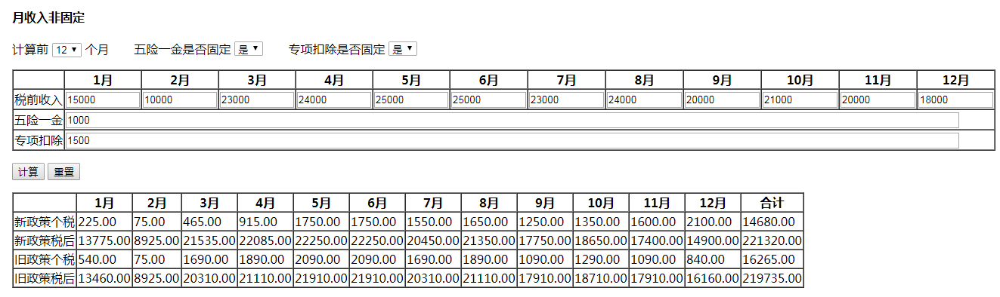 月收入非固定
计算前 12 个月 五险一金是否固定 是 专项扣除是否固定 是
1月 2月 3月 4月 5月 6月 7月 8月 9月 10月 11月 12月
税前收入 15000 10000 23000 24000 25000 25000 23000 24000 20000 21000 20000 18000
五险一金 1000
专项扣除 1500
计算 重置
1月 2月 3月 4月 5月 6月 7月 8月 9月 10月 11月 12月 合计
新政策个税 225.00 75.00 465.00 915.00 1750.00 1750.00 1550.00 1650.00 1250.00 1350.00 1600.00 2100.00 14680.00
新政策税后 13775.00 8925.00 21535.00 22085.00 22250.00 22250.00 20450.00 21350.00 17750.00 18650.00 17400.00 14900.00 221320.00
旧政策个税 540.00 75.00 1690.00 1890.00 2090.00 2090.00 1690.00 1890.00 1090.00 1290.00 1090.00 840.00 16265.00
旧政策税后 13460.00 8925.00 20310.00 21110.00 21910.00 21910.00 20310.00 21110.00 17910.00 18710.00 17910.00 16160.00 219735.00